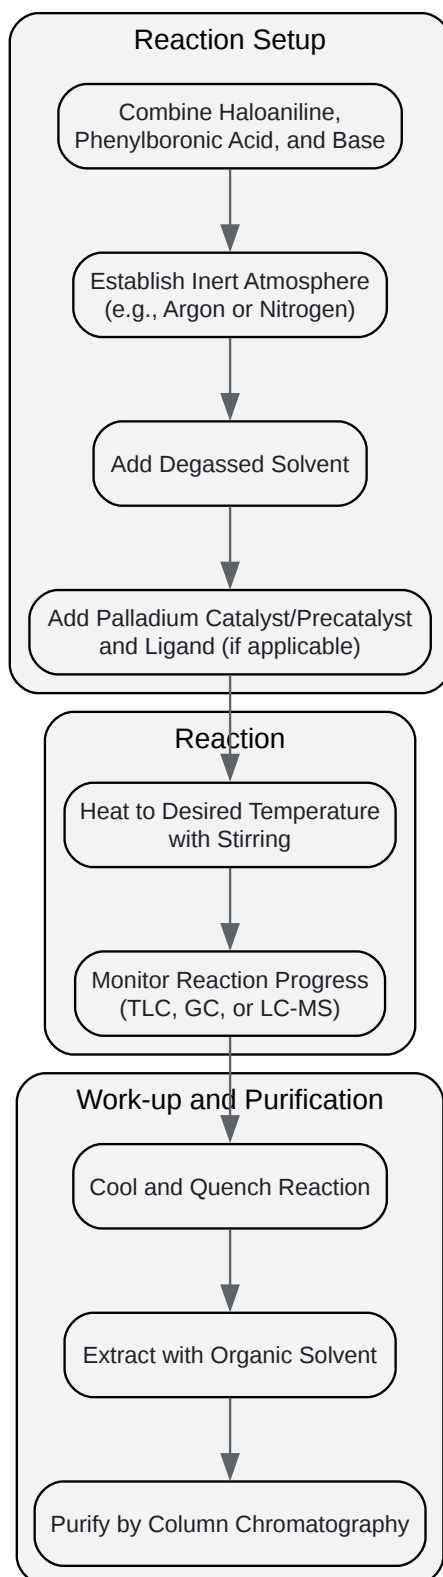 Reaction Setup
Combine Haloaniline,
Phenylboronic Acid, and Base
Establish Inert Atmosphere
(e.g., Argon or Nitrogen)
Add Degassed Solvent
Add Palladium Catalyst/Precatalyst
and Ligand (if applicable)
Reaction
Heat to Desired Temperature
with Stirring
Monitor Reaction Progress
(TLC, GC, or LC-MS)
Work-up and Purification
Cool and Quench Reaction
Extract with Organic Solvent
Purify by Column Chromatography